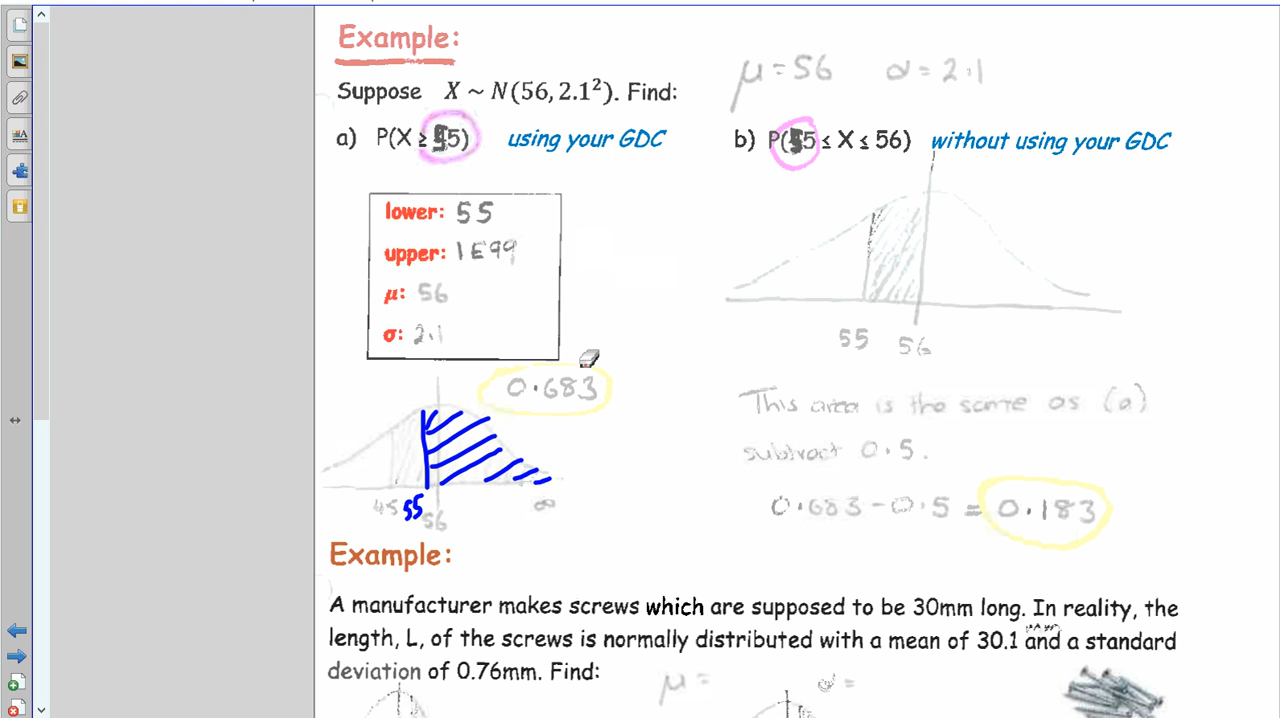 Example:
μ = 56 σ = 2.1
Suppose X ~ N(56, 2.1²). Find:
a) P(X ≥ 55) using your GDC
b) P(55 ≤ X ≤ 56) without using your GDC
lower: 55
upper: 1E99
μ: 56
σ: 2.1
0.683
45 55 56 ∞
55 56
This area is the same as (a)
subtract 0.5.
0.683 - 0.5 = 0.183
Example:
A manufacturer makes screws which are supposed to be 30mm long. In reality, the
length, L, of the screws is normally distributed with a mean of 30.1 and a standard
deviation of 0.76mm. Find:
μ = σ =